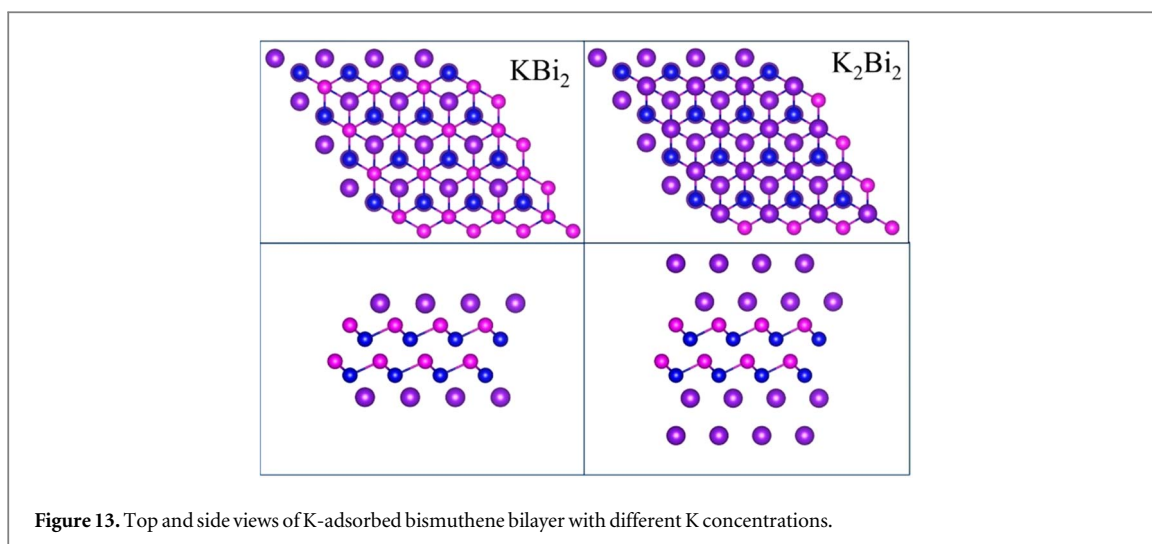 KBi₂
K₂Bi₂
Figure 13. Top and side views of K-adsorbed bismuthene bilayer with different K concentrations.